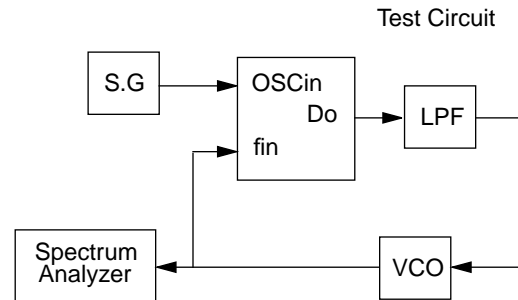 Test Circuit
S.G
OSCin
Do
LPF
fin
Spectrum
Analyzer
VCO